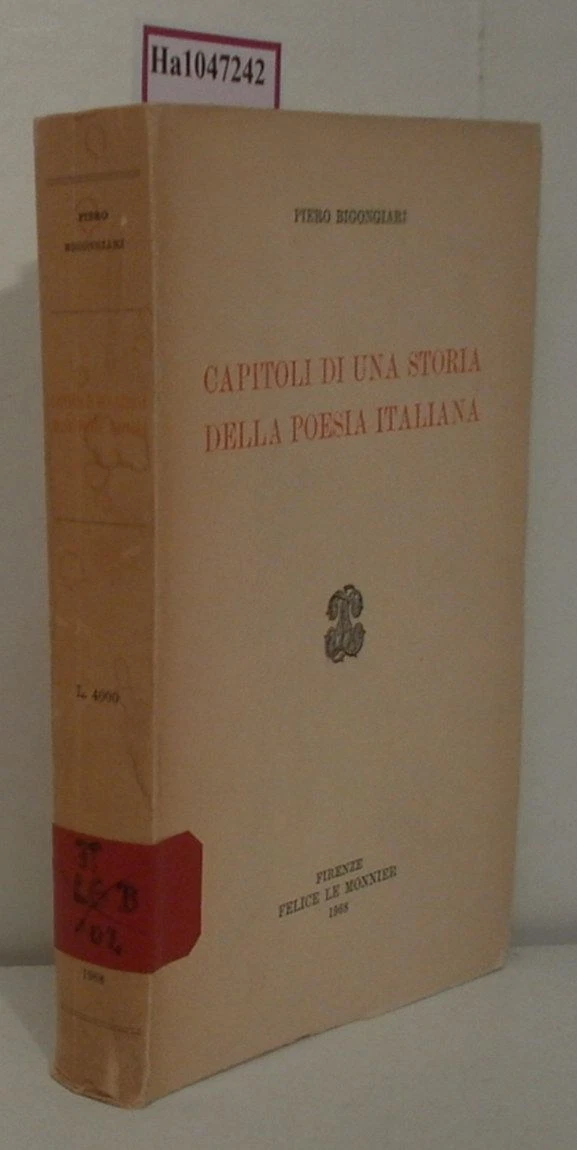 Ha1047242
PIERO BIGONGIARI
CAPITOLI DI UNA STORIA
DELLA POESIA ITALIANA
FIRENZE
FELICE LE MONNIER
1968
PIERO
BIGONGIARI
L. 4000
B
1968